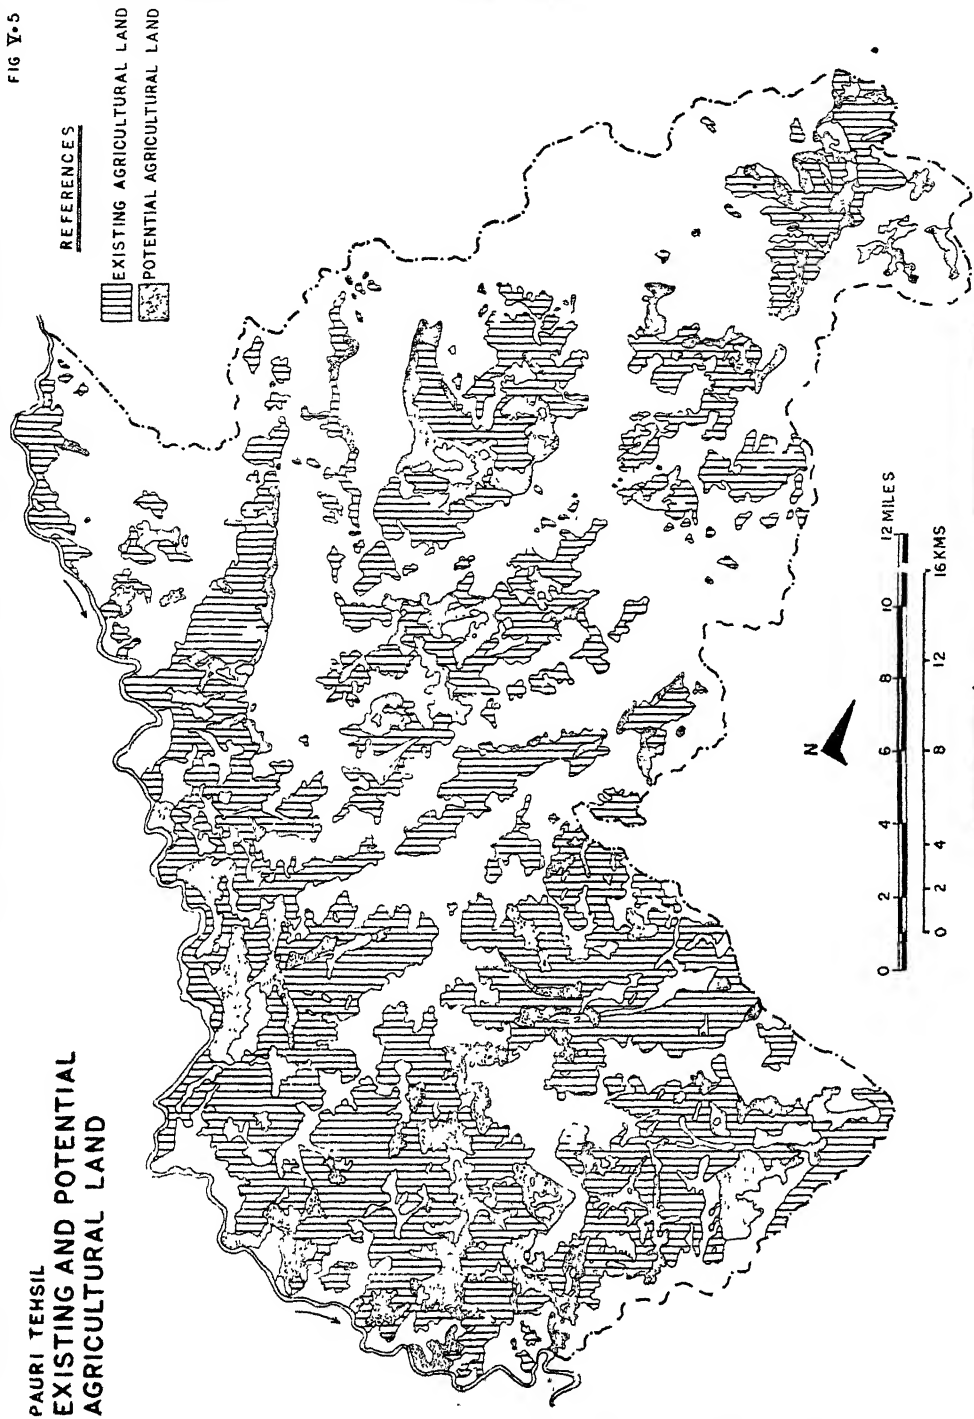 FIG V.5
PAURI TEHSIL
EXISTING AND POTENTIAL
AGRICULTURAL LAND
REFERENCES
EXISTING AGRICULTURAL LAND
POTENTIAL AGRICULTURAL LAND
N
0 2 4 6 8 10 12 MILES
0 2 4 8 12 16 KMS